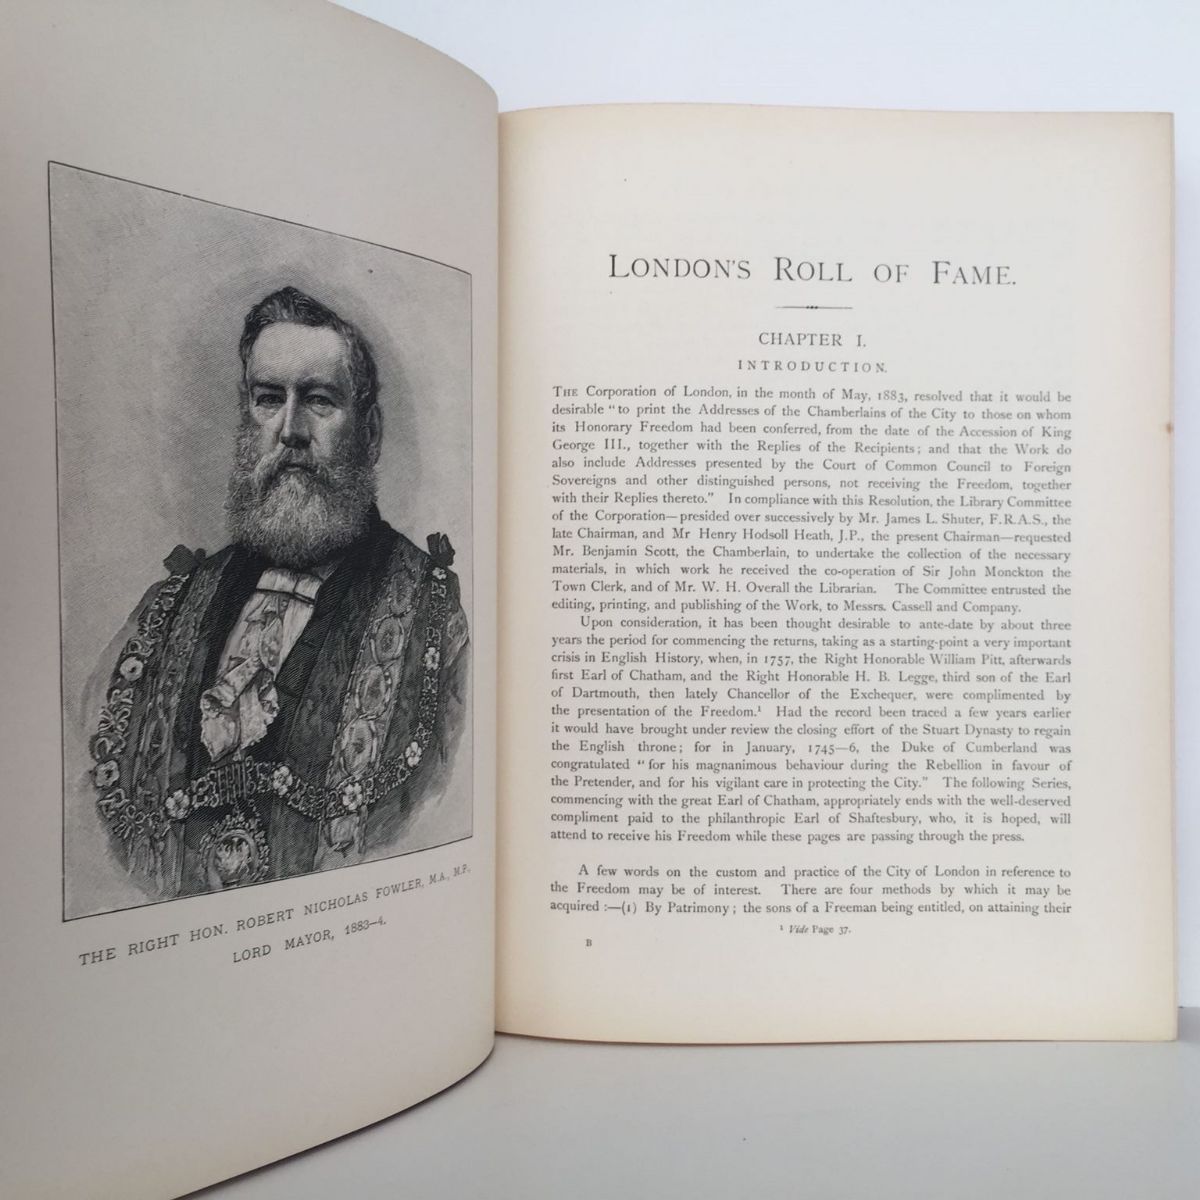 THE RIGHT HON. ROBERT NICHOLAS FOWLER, M.A., M.P.,
LORD MAYOR, 1883–4.
LONDON'S ROLL OF FAME.
CHAPTER I.
INTRODUCTION.
THE Corporation of London, in the month of May, 1883, resolved that it would be
desirable "to print the Addresses of the Chamberlains of the City to those on whom
its Honorary Freedom had been conferred, from the date of the Accession of King
George III., together with the Replies of the Recipients; and that the Work do
also include Addresses presented by the Court of Common Council to Foreign
Sovereigns and other distinguished persons, not receiving the Freedom, together
with their Replies thereto." In compliance with this Resolution, the Library Committee
of the Corporation—presided over successively by Mr. James L. Shuter, F.R.A.S., the
late Chairman, and Mr Henry Hodsoll Heath, J.P., the present Chairman—requested
Mr. Benjamin Scott, the Chamberlain, to undertake the collection of the necessary
materials, in which work he received the co-operation of Sir John Monckton the
Town Clerk, and of Mr. W. H. Overall the Librarian. The Committee entrusted the
editing, printing, and publishing of the Work, to Messrs. Cassell and Company.
Upon consideration, it has been thought desirable to ante-date by about three
years the period for commencing the returns, taking as a starting-point a very important
crisis in English History, when, in 1757, the Right Honorable William Pitt, afterwards
first Earl of Chatham, and the Right Honorable H. B. Legge, third son of the Earl
of Dartmouth, then lately Chancellor of the Exchequer, were complimented by
the presentation of the Freedom.¹ Had the record been traced a few years earlier
it would have brought under review the closing effort of the Stuart Dynasty to regain
the English throne; for in January, 1745—6, the Duke of Cumberland was
congratulated "for his magnanimous behaviour during the Rebellion in favour of
the Pretender, and for his vigilant care in protecting the City." The following Series,
commencing with the great Earl of Chatham, appropriately ends with the well-deserved
compliment paid to the philanthropic Earl of Shaftesbury, who, it is hoped, will
attend to receive his Freedom while these pages are passing through the press.
A few words on the custom and practice of the City of London in reference to
the Freedom may be of interest. There are four methods by which it may be
acquired :—(1) By Patrimony; the sons of a Freeman being entitled, on attaining their
¹ Vide Page 37.
B